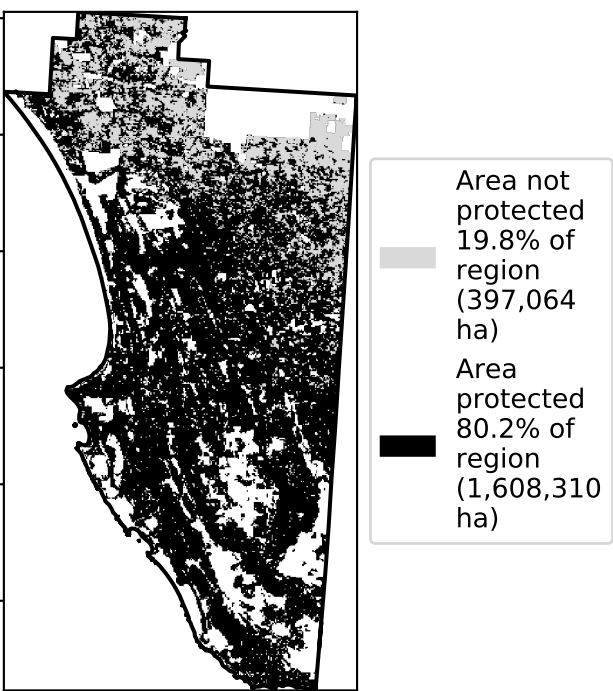 Area not
protected
19.8% of
region
(397,064
ha)
Area
protected
80.2% of
region
(1,608,310
ha)